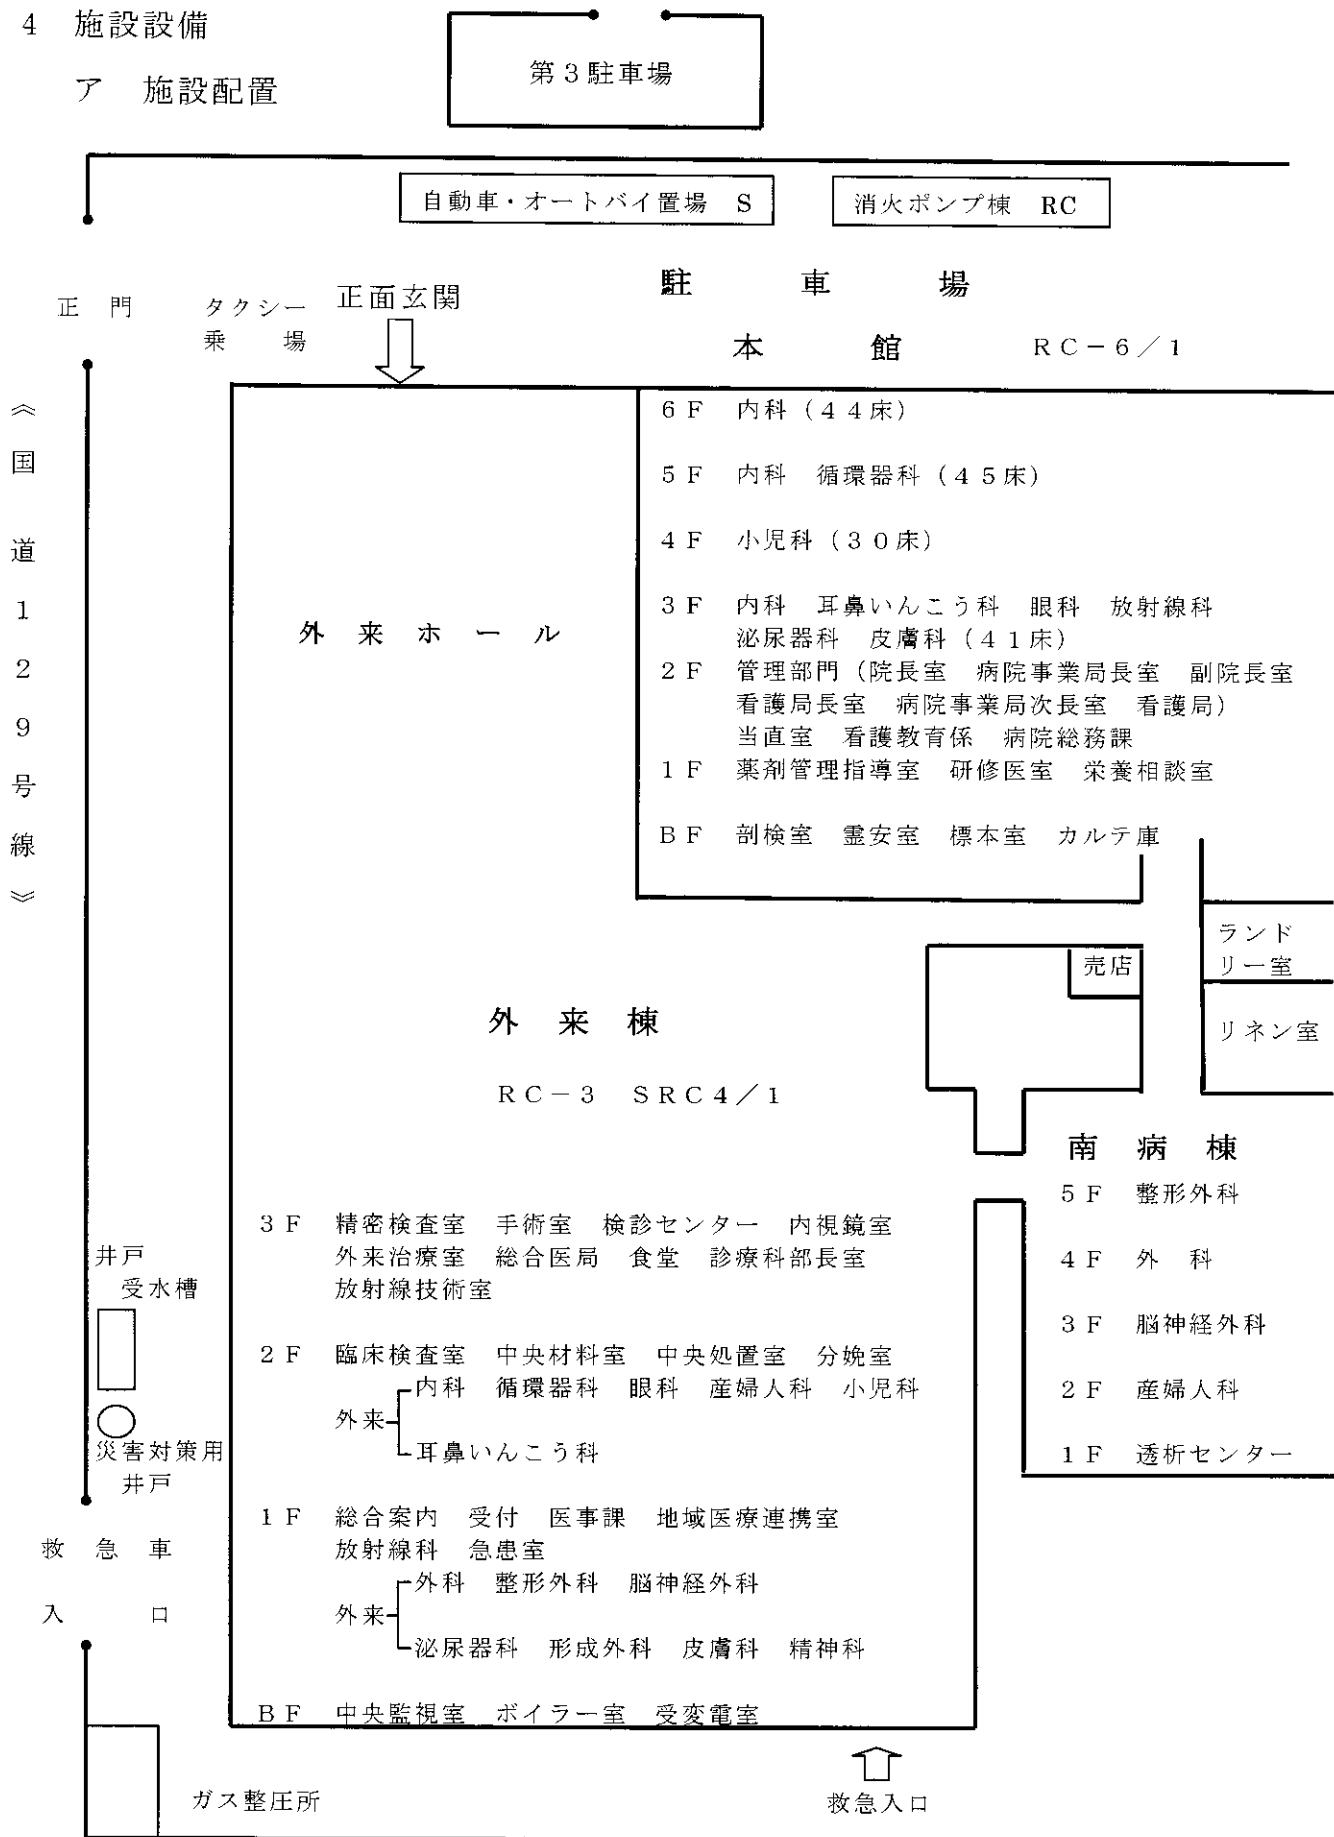 4 施設設備
ア 施設配置
第3駐車場
自動車・オートバイ置場 S
消火ポンプ棟 RC
駐車場
正門
タクシー
乗場
正面玄関
本館 RC-6/1
《国道129号線》
6F 内科(44床)
5F 内科 循環器科(45床)
4F 小児科(30床)
3F 内科 耳鼻いんこう科 眼科 放射線科
泌尿器科 皮膚科(41床)
2F 管理部門(院長室 病院事業局長室 副院長室
看護局長室 病院事業局次長室 看護局)
当直室 看護教育係 病院総務課
1F 薬剤管理指導室 研修医室 栄養相談室
BF 剖検室 霊安室 標本室 カルテ庫
外来ホール
ランド
リー室
売店
リネン室
外来棟
RC-3 SRC4/1
南病棟
5F 整形外科
4F 外科
3F 脳神経外科
2F 産婦人科
1F 透析センター
3F 精密検査室 手術室 検診センター 内視鏡室
外来治療室 総合医局 食堂 診療科部長室
放射線技術室
2F 臨床検査室 中央材料室 中央処置室 分娩室
内科 循環器科 眼科 産婦人科 小児科
外来
耳鼻いんこう科
1F 総合案内 受付 医事課 地域医療連携室
放射線科 急患室
外科 整形外科 脳神経外科
外来
泌尿器科 形成外科 皮膚科 精神科
BF 中央監視室 ボイラー室 受変電室
井戸
受水槽
災害対策用
井戸
救急車
入口
ガス整圧所
救急入口